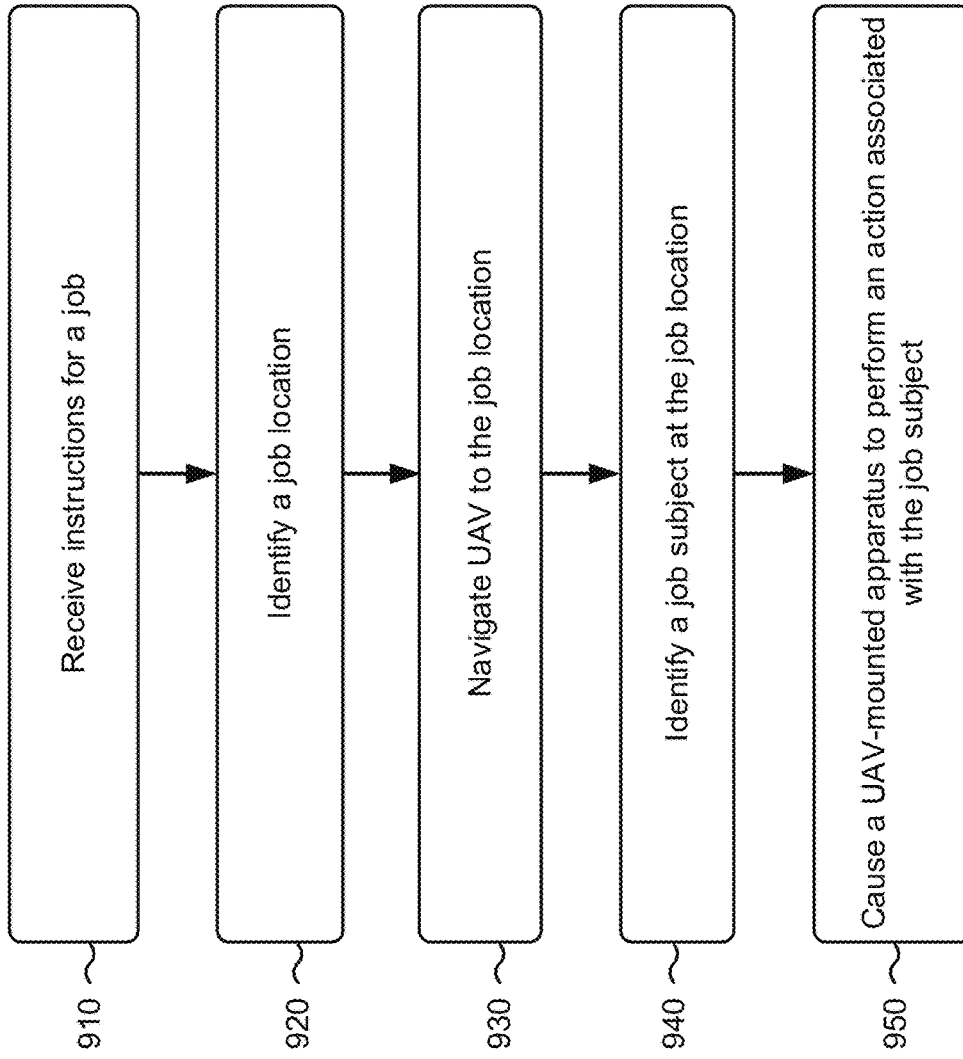 910
Receive instructions for a job
920
Identify a job location
930
Navigate UAV to the job location
940
Identify a job subject at the job location
950
Cause a UAV-mounted apparatus to perform an action associated
with the job subject